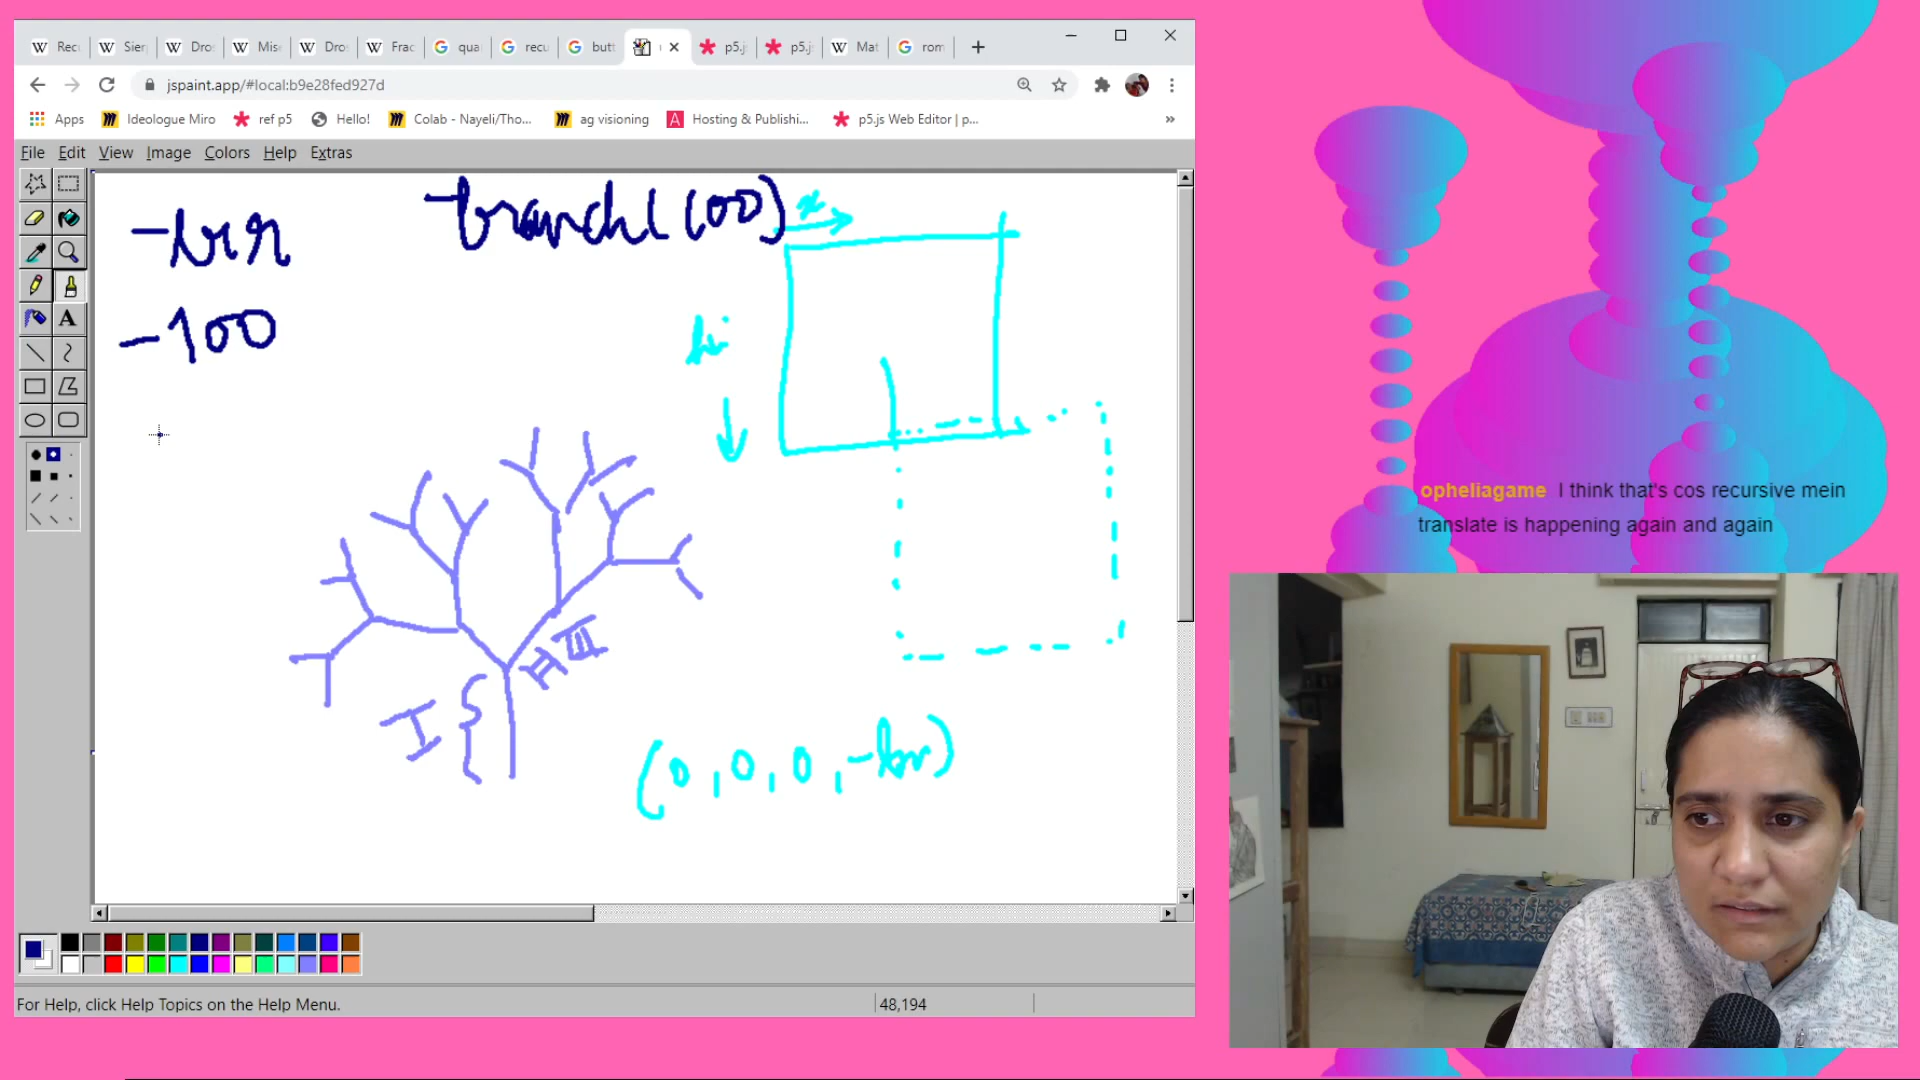 Recu
Sier
Dro
Mis
Dro
Frac
qua
recu
butt
p5.j
p5.j
Mat
rom
jspaint.app/#local:b9e28fed927d
Apps
Ideologue Miro
ref p5
Hello!
Colab - Nayeli/Tho...
ag visioning
Hosting & Publishi...
p5.js Web Editor | p...
»
File Edit View Image Colors Help Extras
branch(100)
x
-100
I
II
III
(0, 0, 0, -br)
For Help, click Help Topics on the Help Menu.
48,194
opheliagame I think that's cos recursive mein
translate is happening again and again